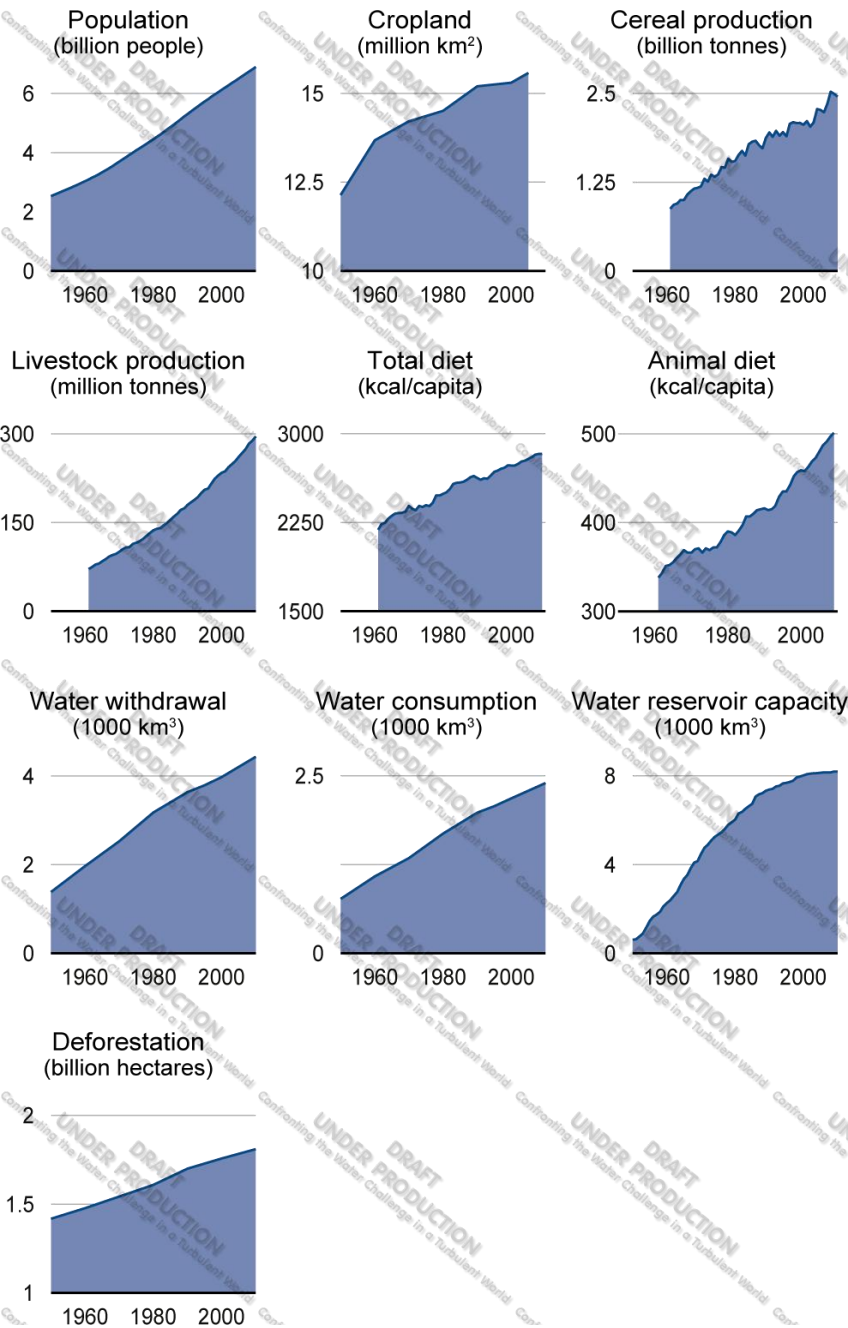 Population
(billion people)
6
4
2
0
1960 1980 2000
Cropland
(million km²)
15
12.5
10
1960 1980 2000
Cereal production
(billion tonnes)
2.5
1.25
0
1960 1980 2000
Livestock production
(million tonnes)
300
150
0
1960 1980 2000
Total diet
(kcal/capita)
3000
2250
1500
1960 1980 2000
Animal diet
(kcal/capita)
500
400
300
1960 1980 2000
Water withdrawal
(1000 km³)
4
2
0
1960 1980 2000
Water consumption
(1000 km³)
2.5
0
1960 1980 2000
Water reservoir capacity
(1000 km³)
8
4
0
1960 1980 2000
Deforestation
(billion hectares)
2
1.5
1
1960 1980 2000
DRAFT
UNDER PRODUCTION
Confronting the Water Challenge in a Turbulent World